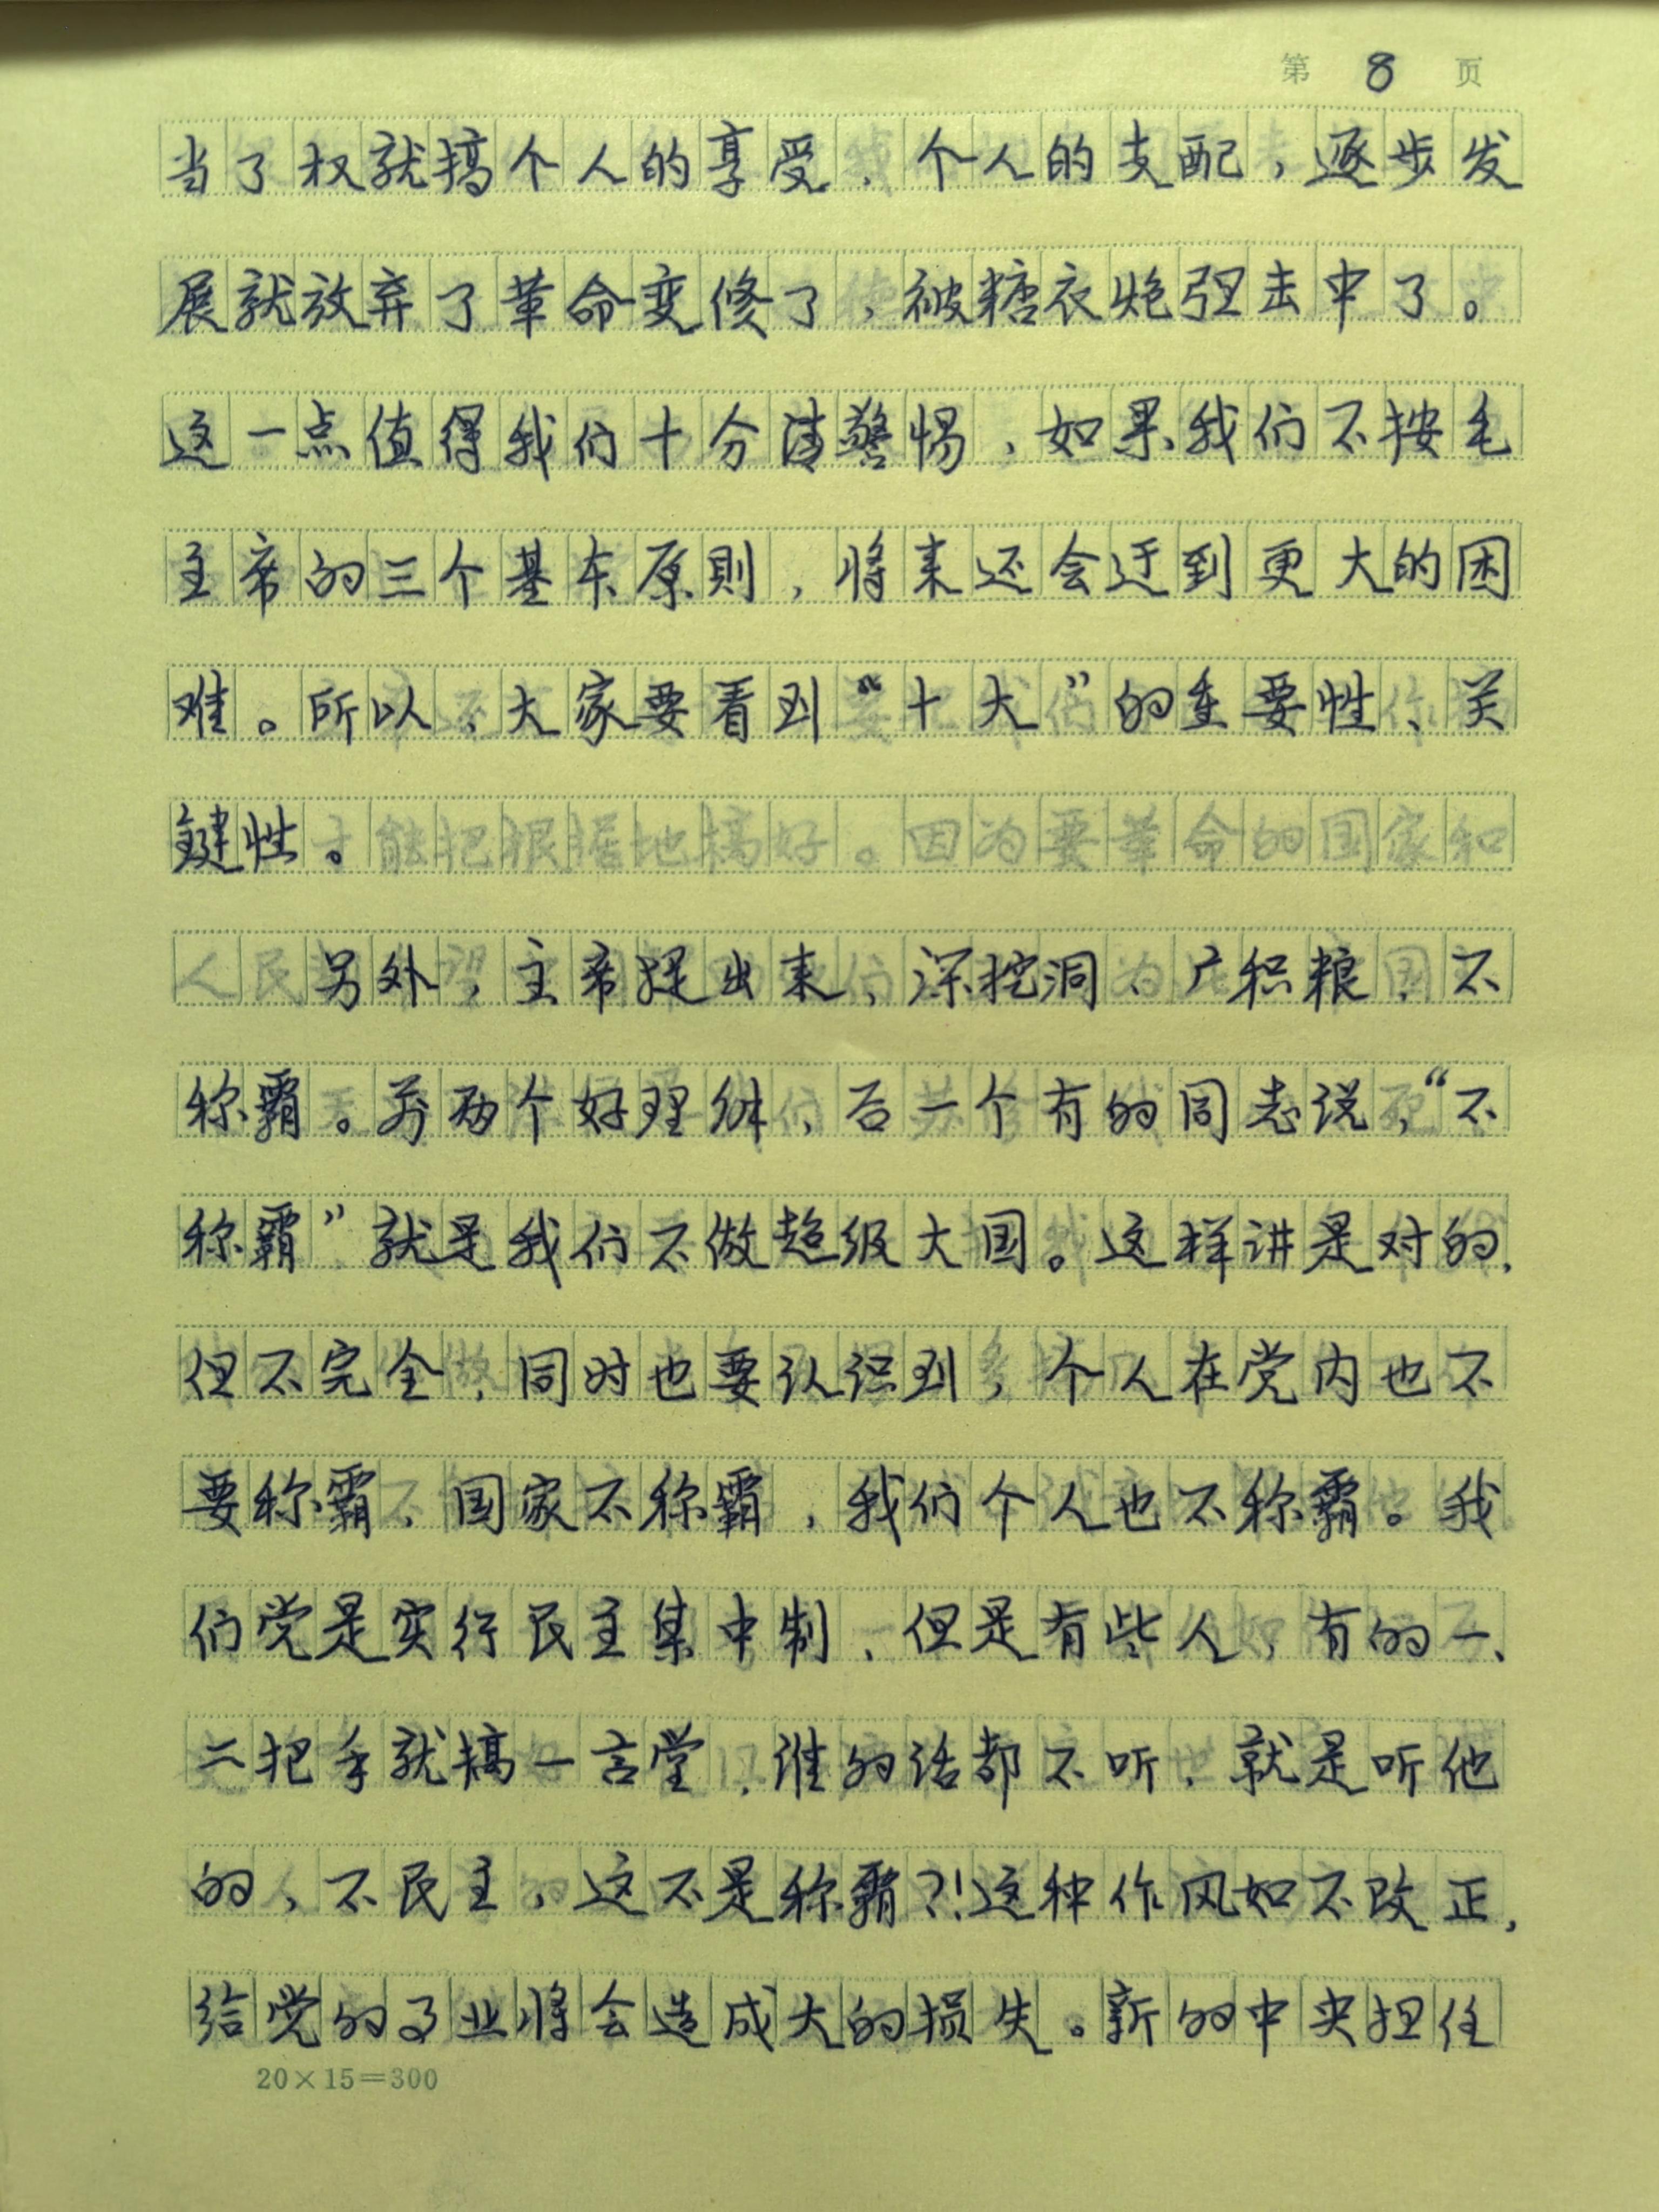 第 8 页
当了权就搞个人的享受、个人的支配，逐步发
展就放弃了革命变修了，被糖衣炮弹击中了。
这一点值得我们十分清警惕，如果我们不按毛
主席的三个基本原则，将来还会迂到更大的困
难。所以，大家要看到“十大”的重要性、关
键性。
另外，主席提出来，深挖洞、广积粮、不
称霸。前两个好理解，后一个有的同志说，“不
称霸”就是我们不做超级大国。这样讲是对的，
但不完全，同时也要认识到，个人在党内也不
要称霸，国家不称霸，我们个人也不称霸。我
们党是实行民主集中制，但是有些人，有的一、
二把手就搞一言堂，谁的话都不听，就是听他
的，不民主，这不是称霸?!这种作风如不改正，
给党的事业将会造成大的损失。新的中央担任
20×15=300